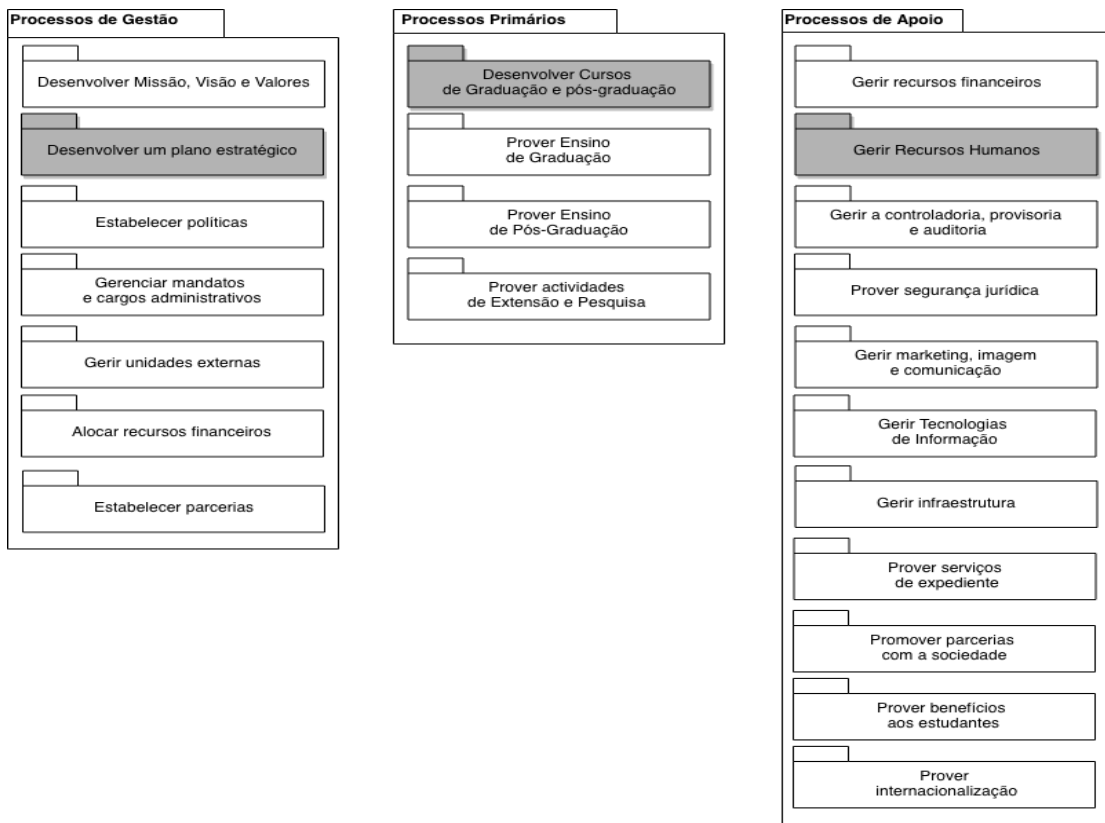 Processos de Gestão
Desenvolver Missão, Visão e Valores
Desenvolver um plano estratégico
Estabelecer políticas
Gerenciar mandatos
e cargos administrativos
Gerir unidades externas
Alocar recursos financeiros
Estabelecer parcerias
Processos Primários
Desenvolver Cursos
de Graduação e pós-graduação
Prover Ensino
de Graduação
Prover Ensino
de Pós-Graduação
Prover actividades
de Extensão e Pesquisa
Processos de Apoio
Gerir recursos financeiros
Gerir Recursos Humanos
Gerir a controladoria, provisoria
e auditoria
Prover segurança jurídica
Gerir marketing, imagem
e comunicação
Gerir Tecnologias
de Informação
Gerir infraestrutura
Prover serviços
de expediente
Promover parcerias
com a sociedade
Prover benefícios
aos estudantes
Prover
internacionalização